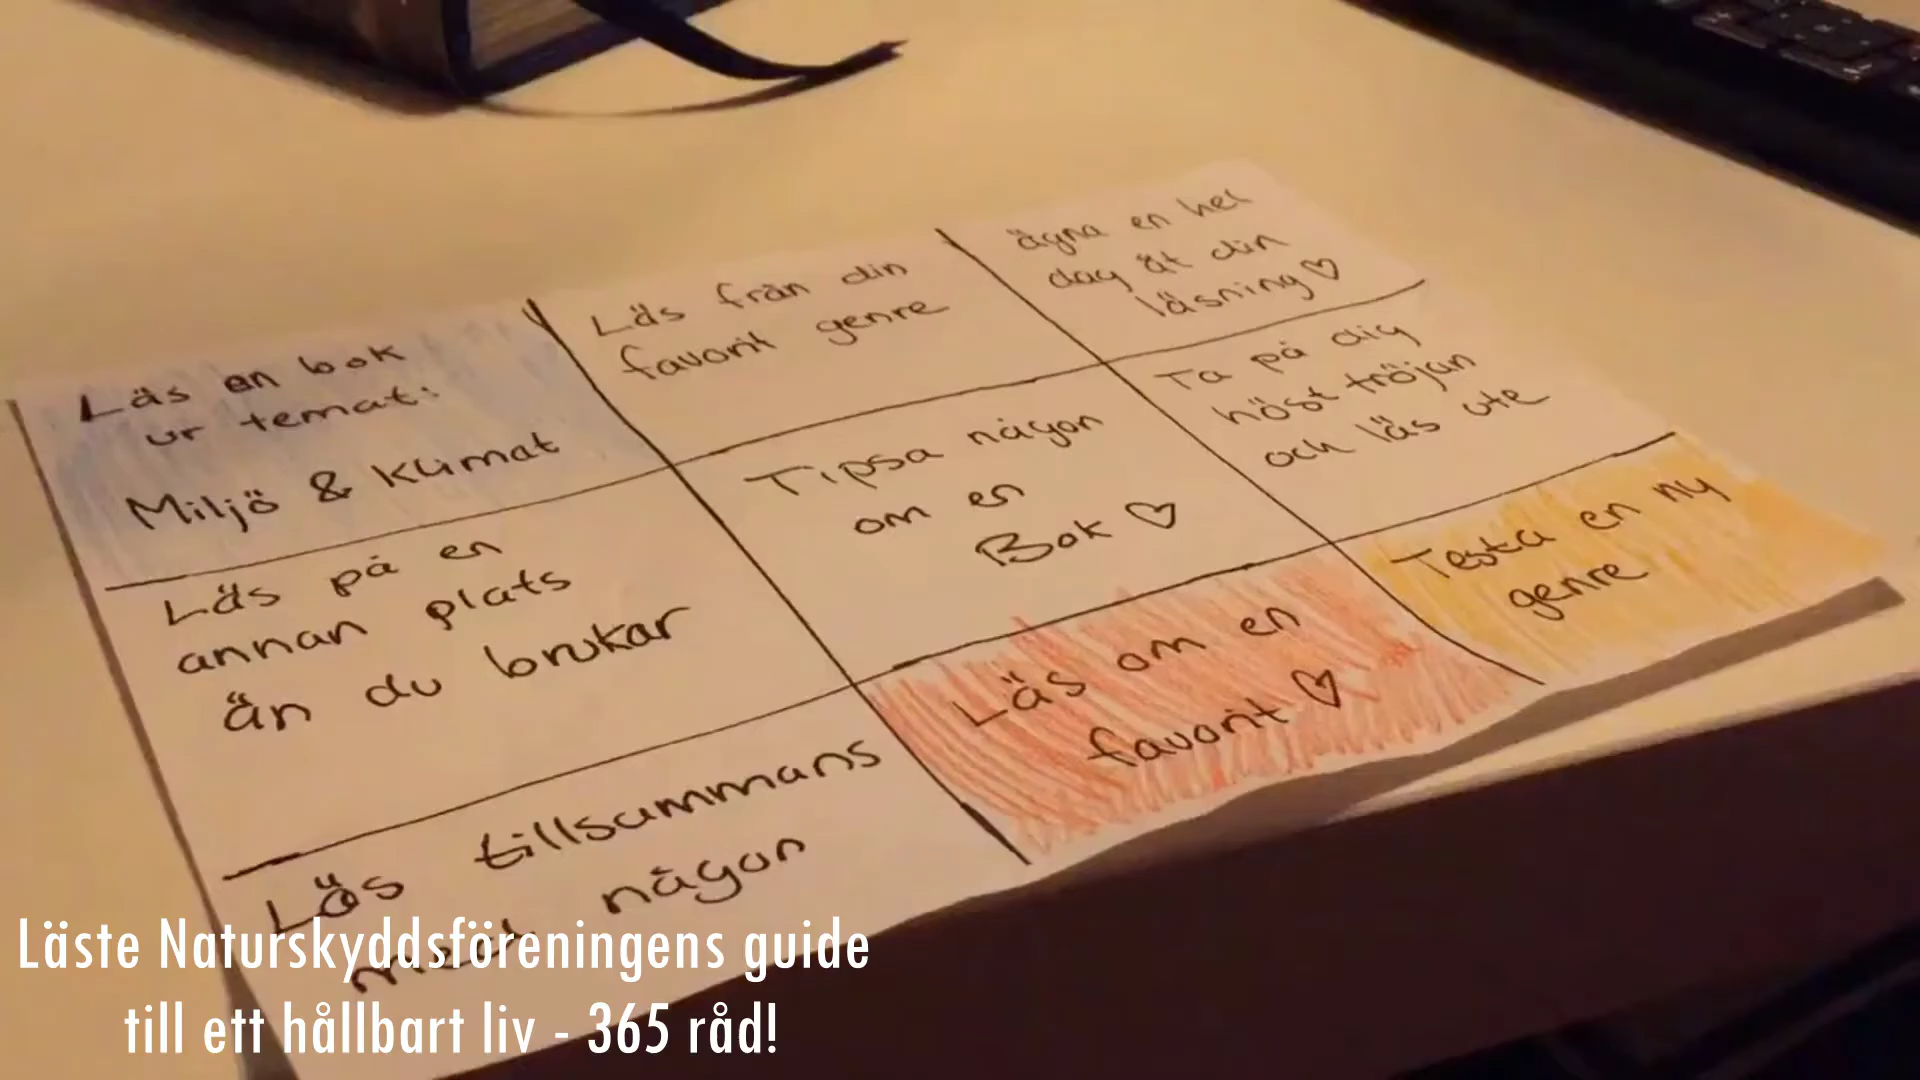 Läs en bok
ur temat:
Miljö & Klimat
Läs från din
favorit genre
ägna en hel
dag åt din
läsning♡
Läs på en
annan plats
än du brukar
Tipsa någon
om en
Bok ♡
Ta på dig
höst tröjan
och läs ute
Läs tillsammans
med någon
Läs om en
favorit ♡
Testa en ny
genre
Läste Naturskyddsföreningens guide
till ett hållbart liv - 365 råd!